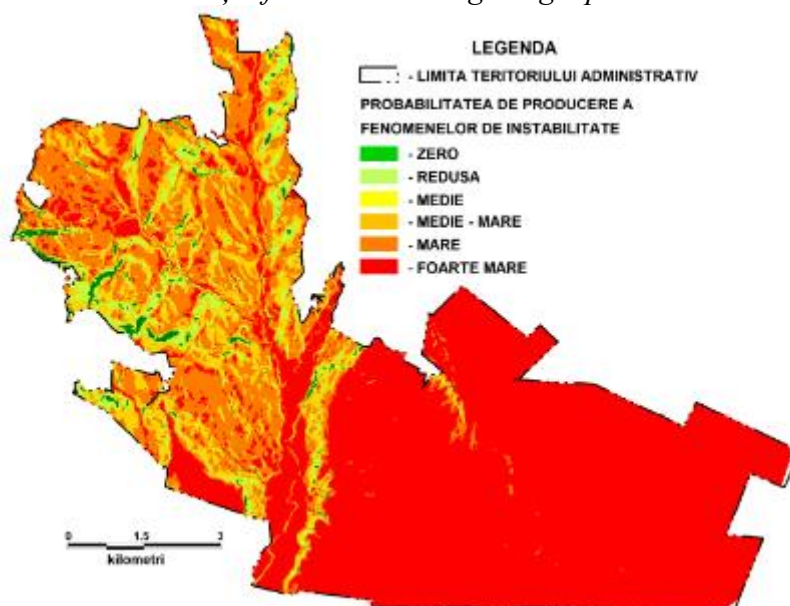 LEGENDA
- LIMITA TERITORIULUI ADMINISTRATIV
PROBABILITATEA DE PRODUCERE A
FENOMENELOR DE INSTABILITATE
- ZERO
- REDUSA
- MEDIE
- MEDIE - MARE
- MARE
- FOARTE MARE
0 1.5 3
kilometri